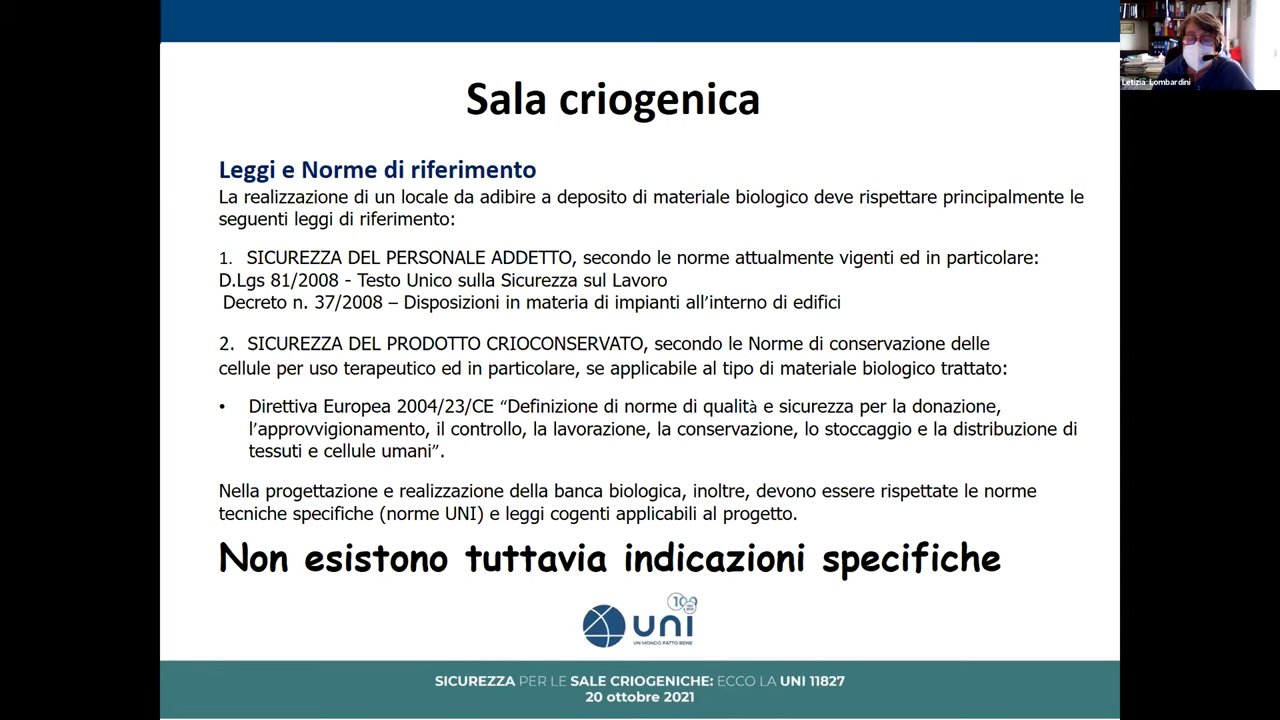 Sala criogenica
Letizia Lombardini
Leggi e Norme di riferimento
La realizzazione di un locale da adibire a deposito di materiale biologico deve rispettare principalmente le
seguenti leggi di riferimento:
1. SICUREZZA DEL PERSONALE ADDETTO, secondo le norme attualmente vigenti ed in particolare:
D.Lgs 81/2008 - Testo Unico sulla Sicurezza sul Lavoro
Decreto n. 37/2008 – Disposizioni in materia di impianti all’interno di edifici
2. SICUREZZA DEL PRODOTTO CRIOCONSERVATO, secondo le Norme di conservazione delle
cellule per uso terapeutico ed in particolare, se applicabile al tipo di materiale biologico trattato:
• Direttiva Europea 2004/23/CE “Definizione di norme di qualità e sicurezza per la donazione,
l’approvvigionamento, il controllo, la lavorazione, la conservazione, lo stoccaggio e la distribuzione di
tessuti e cellule umani”.
Nella progettazione e realizzazione della banca biologica, inoltre, devono essere rispettate le norme
tecniche specifiche (norme UNI) e leggi cogenti applicabili al progetto.
Non esistono tuttavia indicazioni specifiche
100
uni
UN MONDO FATTO BENE
SICUREZZA PER LE SALE CRIOGENICHE: ECCO LA UNI 11827
20 ottobre 2021